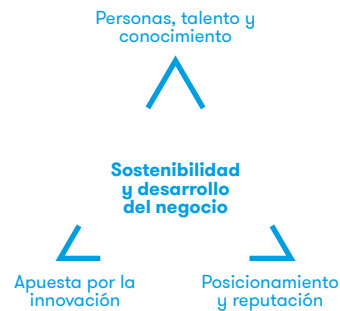 Personas, talento y
conocimiento
Sostenibilidad
y desarrollo
del negocio
Apuesta por la
innovación
Posicionamiento
y reputación